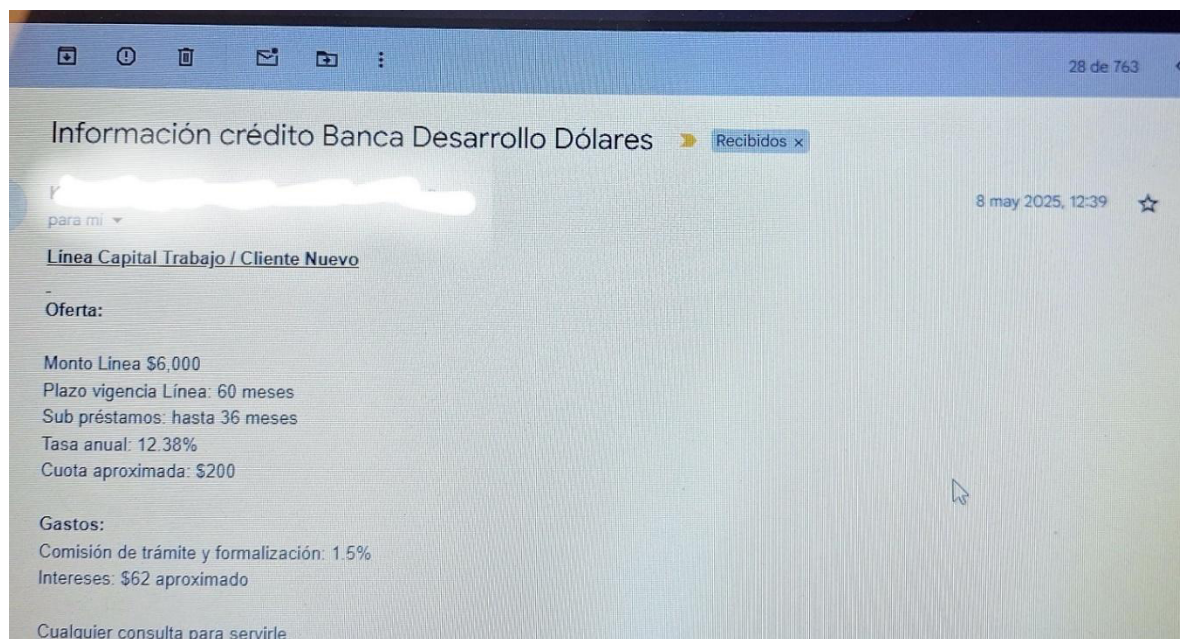 28 de 763
Información crédito Banca Desarrollo Dólares
Recibidos ×
8 may 2025, 12:39
para mí
Línea Capital Trabajo / Cliente Nuevo
-
Oferta:
Monto Linea $6,000
Plazo vigencia Línea: 60 meses
Sub préstamos: hasta 36 meses
Tasa anual: 12.38%
Cuota aproximada: $200
Gastos:
Comisión de trámite y formalización: 1.5%
Intereses: $62 aproximado
Cualquier consulta para servirle